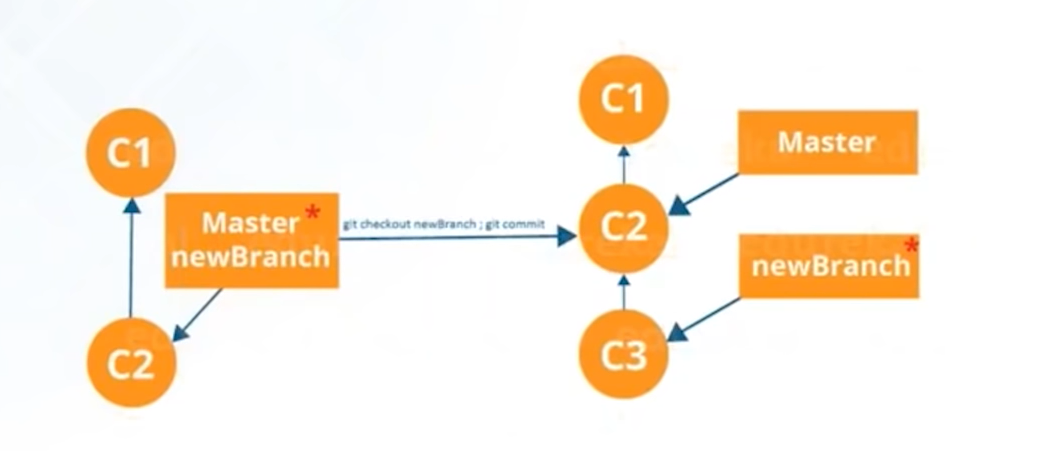 C1
Master *
newBranch
C2
git checkout newBranch ; git commit
C1
Master
C2
newBranch *
C3